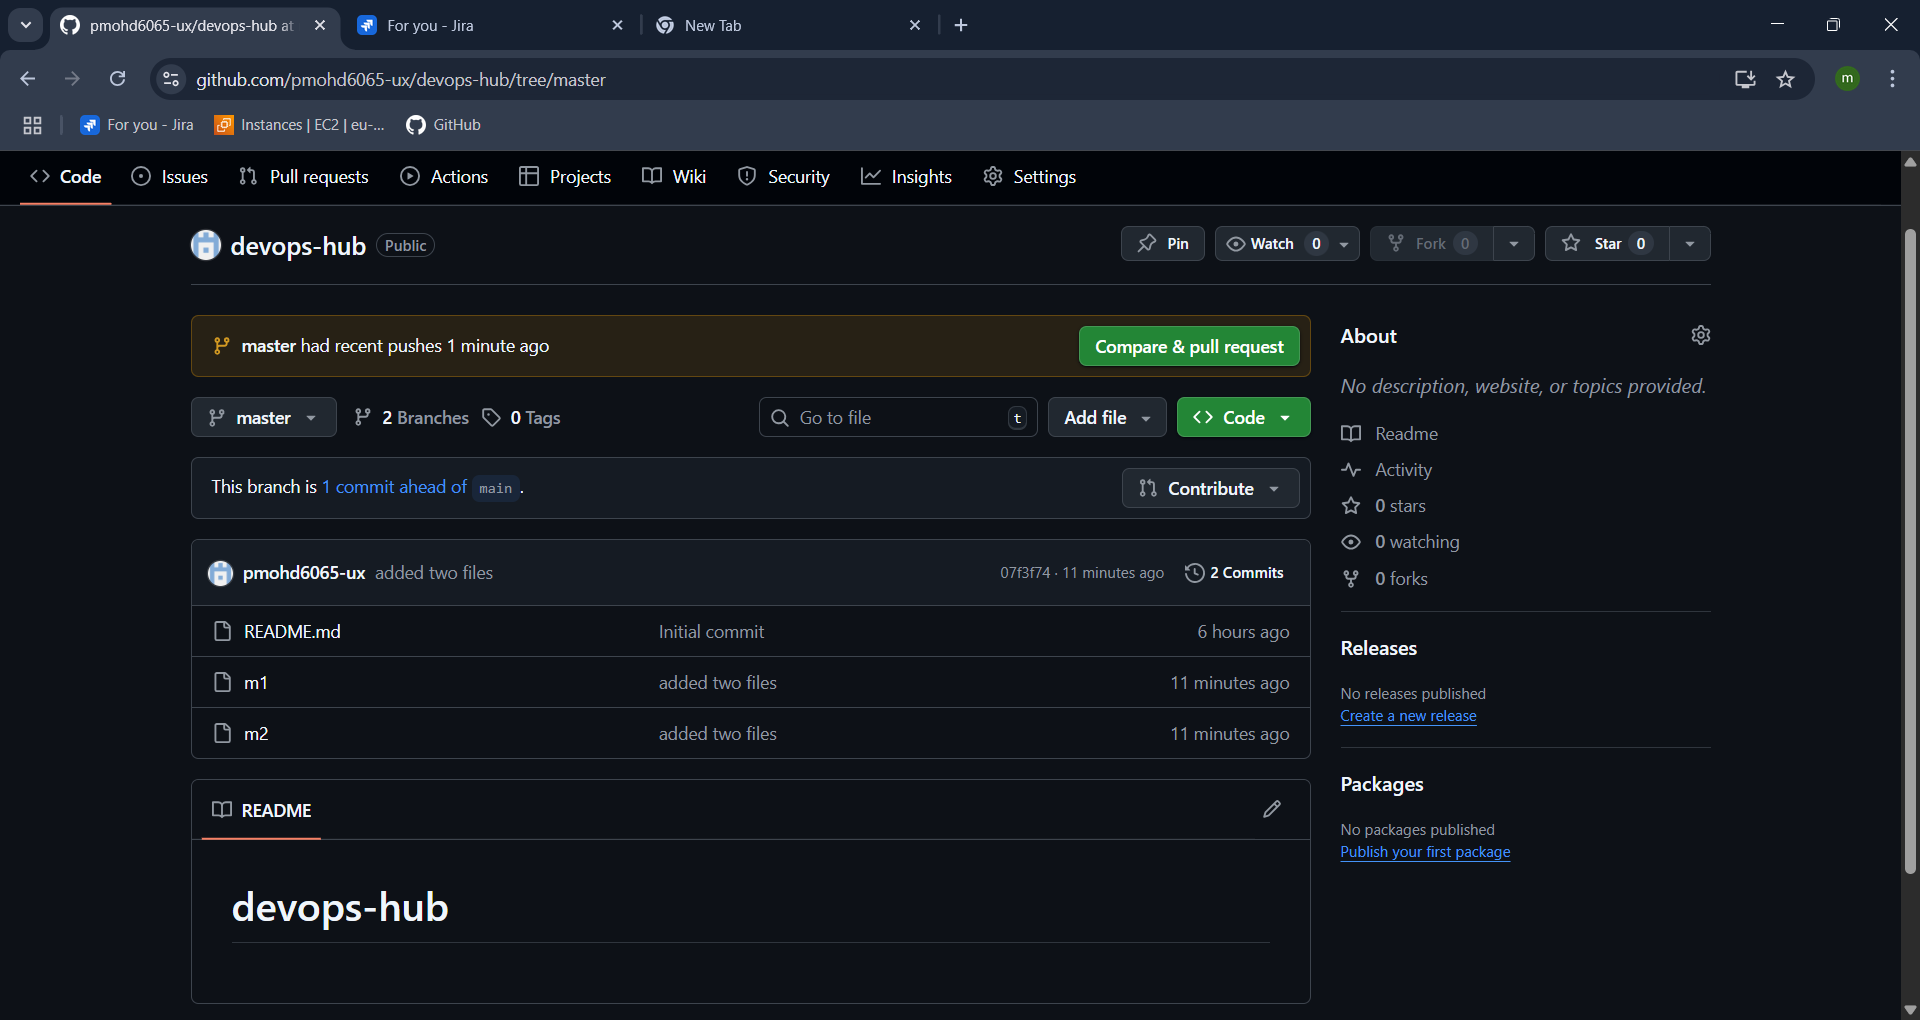 pmohd6065-ux/devops-hub at
For you - Jira
New Tab
github.com/pmohd6065-ux/devops-hub/tree/master
m
For you - Jira
Instances | EC2 | eu-...
GitHub
Code
Issues
Pull requests
Actions
Projects
Wiki
Security
Insights
Settings
devops-hub Public
Pin
Watch 0
Fork 0
Star 0
master had recent pushes 1 minute ago
Compare & pull request
master
2 Branches
0 Tags
Go to file
t
Add file
Code
This branch is 1 commit ahead of main .
Contribute
pmohd6065-ux added two files
07f3f74 · 11 minutes ago
2 Commits
README.md
Initial commit
6 hours ago
m1
added two files
11 minutes ago
m2
added two files
11 minutes ago
README
devops-hub
About
No description, website, or topics provided.
Readme
Activity
0 stars
0 watching
0 forks
Releases
No releases published
Create a new release
Packages
No packages published
Publish your first package